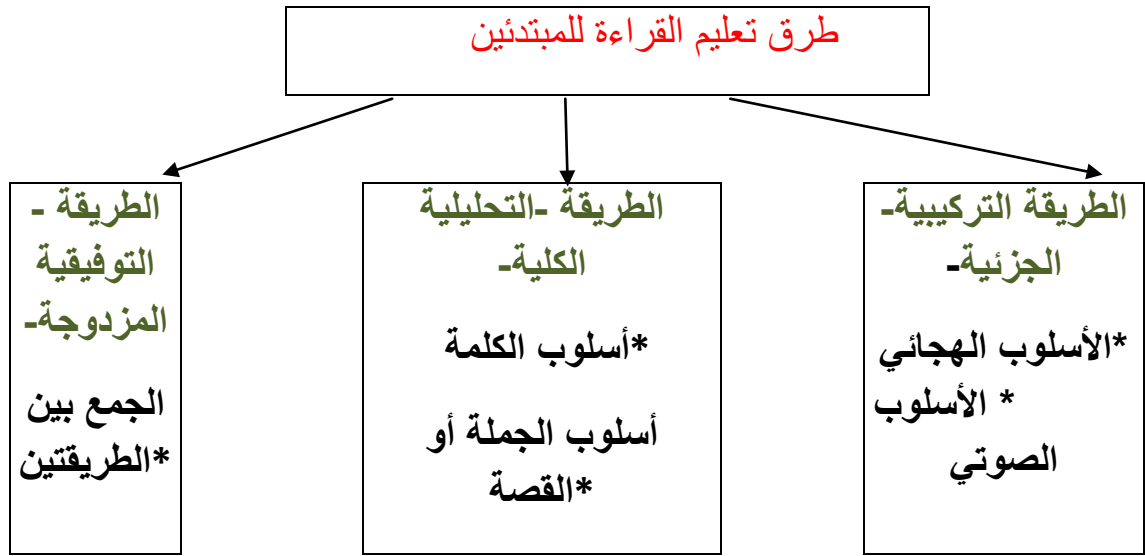 طرق تعليم القراءة للمبتدئين
الطريقة التركيبية-
الجزئية-
*الأسلوب الهجائي
* الأسلوب
الصوتي
الطريقة -التحليلية
الكلية-
*أسلوب الكلمة
أسلوب الجملة أو
*القصة
الطريقة -
التوفيقية
المزدوجة-
الجمع بين
*الطريقتين